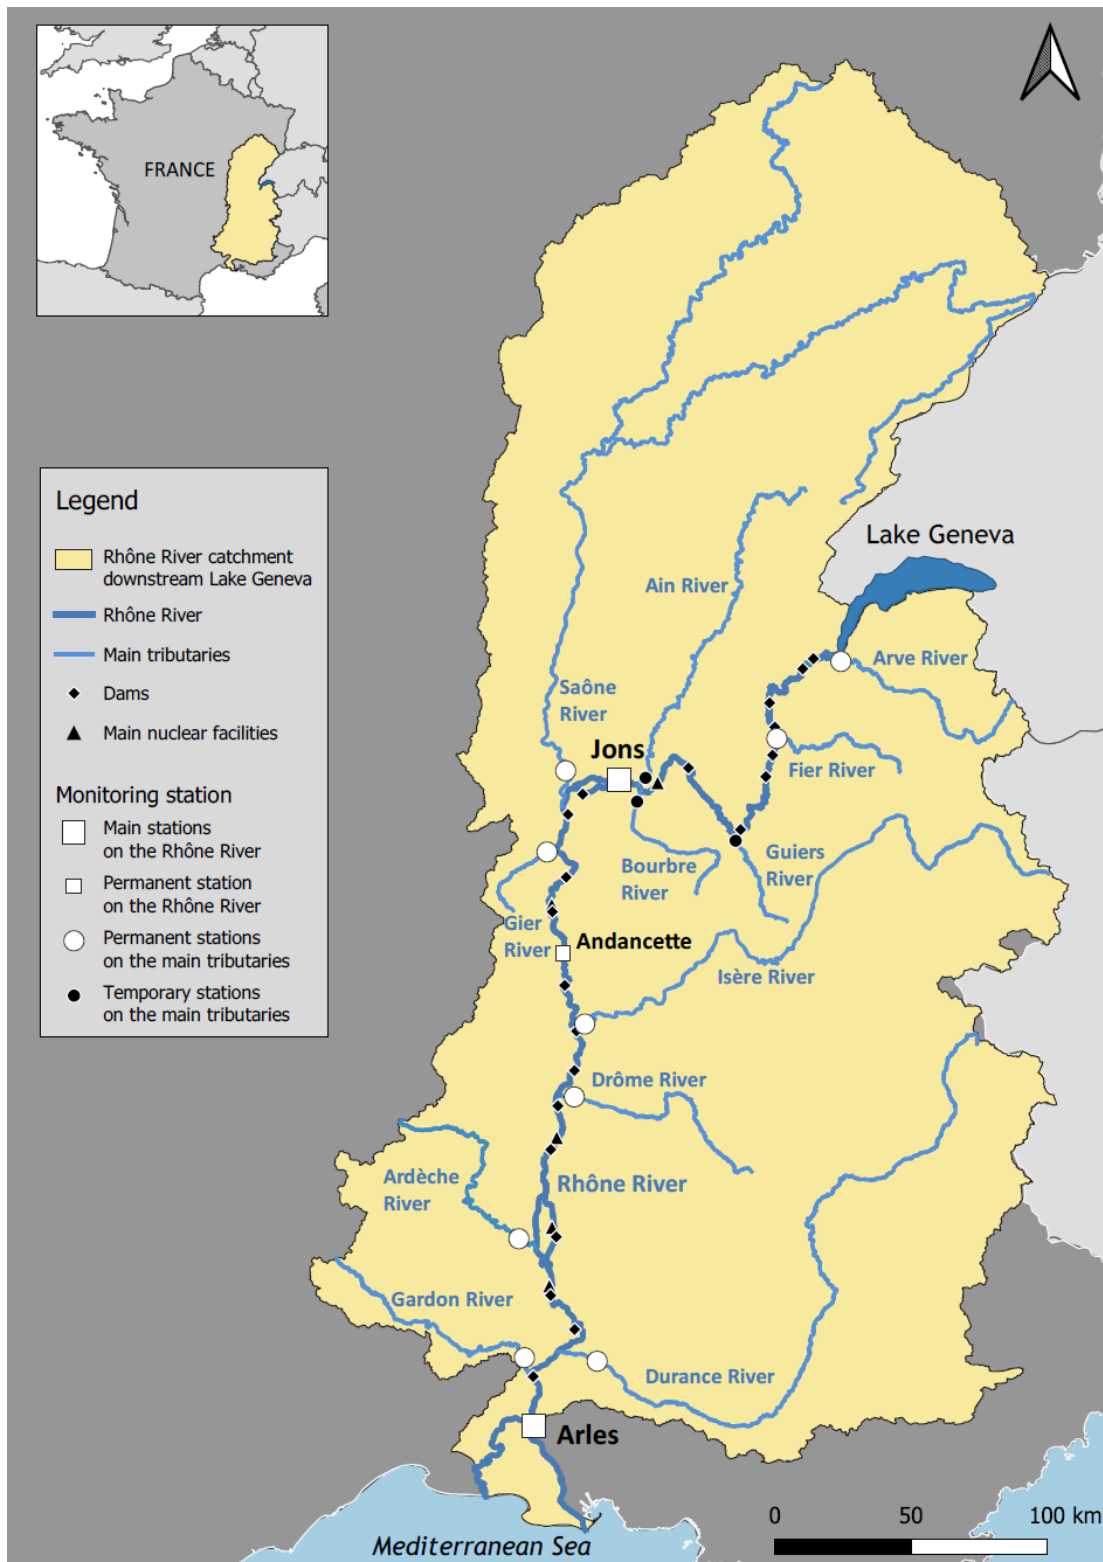 FRANCE
Legend
Rhône River catchment
downstream Lake Geneva
Rhône River
Main tributaries
Dams
Main nuclear facilities
Monitoring station
Main stations
on the Rhône River
Permanent station
on the Rhône River
Permanent stations
on the main tributaries
Temporary stations
on the main tributaries
Lake Geneva
Ain River
Arve River
Saône
River
Jons
Fier River
Bourbre
River
Guiers
River
Gier
River
Andancette
Isère River
Drôme River
Ardèche
River
Rhône River
Gardon River
Durance River
Arles
Mediterranean Sea
0 50 100 km